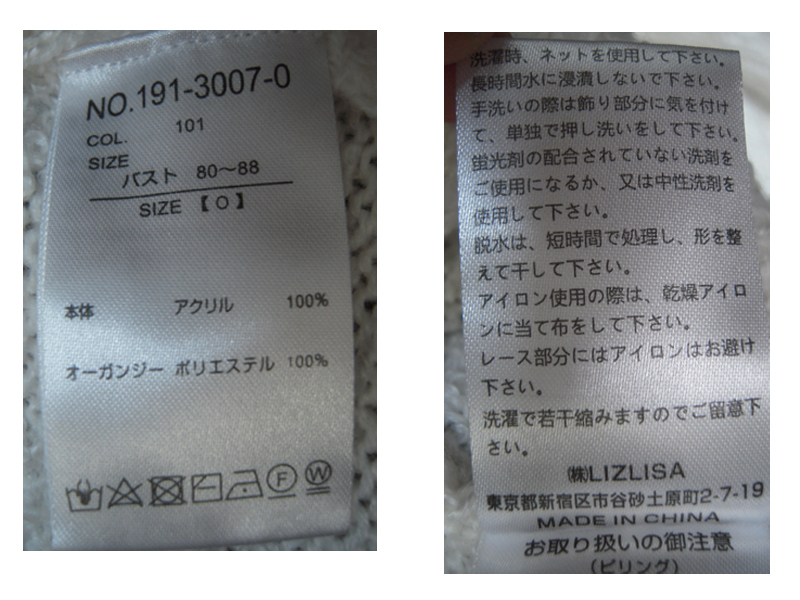 NO.191-3007-0
COL. 101
SIZE
バスト 80～88
SIZE 【O】
本体 アクリル 100%
オーガンジー ポリエステル 100%
F W
洗濯時、ネットを使用して下さい。
長時間水に浸漬しないで下さい。
手洗いの際は飾り部分に気を付け
て、単独で押し洗いをして下さい。
蛍光剤の配合されていない洗剤を
ご使用になるか、又は中性洗剤を
使用して下さい。
脱水は、短時間で処理し、形を整
えて干して下さい。
アイロン使用の際は、乾燥アイロ
ンに当て布をして下さい。
レース部分にはアイロンはお避け
下さい。
洗濯で若干縮みますのでご留意下
さい。
㈱LIZLISA
東京都新宿区市谷砂土原町2-7-19
MADE IN CHINA
お取り扱いの御注意
(ピリング)